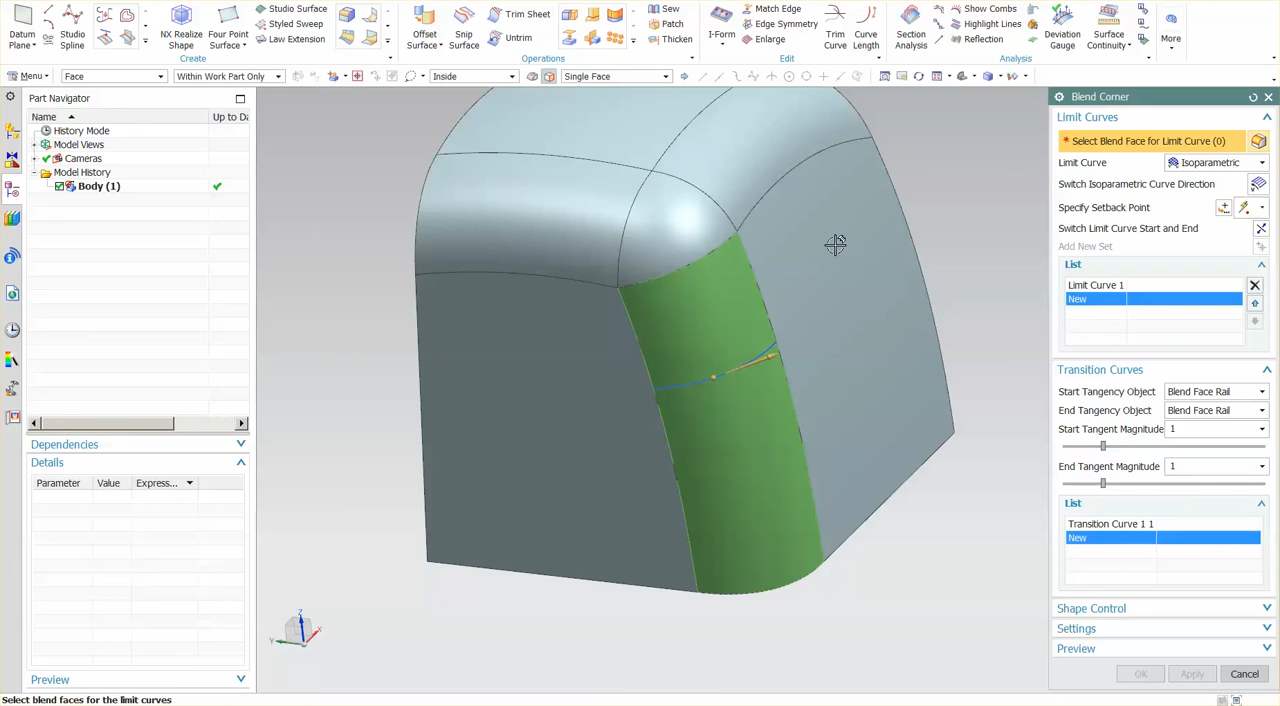 Datum Plane
Studio Spline
NX Realize Shape
Four Point Surface
Studio Surface
Styled Sweep
Law Extension
Create
Offset Surface
Snip Surface
Trim Sheet
Untrim
Sew
Patch
Thicken
Operations
I-Form
Match Edge
Edge Symmetry
Enlarge
Trim Curve
Curve Length
Edit
Section Analysis
Show Combs
Highlight Lines
Reflection
Deviation Gauge
Surface Continuity
More
Analysis
Menu
Face
Within Work Part Only
Inside
Single Face
Part Navigator
Name
Up to Da
History Mode
Model Views
Cameras
Model History
Body (1)
Dependencies
Details
Parameter
Value
Express...
Preview
Select blend faces for the limit curves
Z
Y
X
Blend Corner
Limit Curves
* Select Blend Face for Limit Curve (0)
Limit Curve
Isoparametric
Switch Isoparametric Curve Direction
Specify Setback Point
Switch Limit Curve Start and End
Add New Set
List
Limit Curve 1
New
Transition Curves
Start Tangency Object
Blend Face Rail
End Tangency Object
Blend Face Rail
Start Tangent Magnitude
1
End Tangent Magnitude
1
List
Transition Curve 1 1
New
Shape Control
Settings
Preview
OK
Apply
Cancel